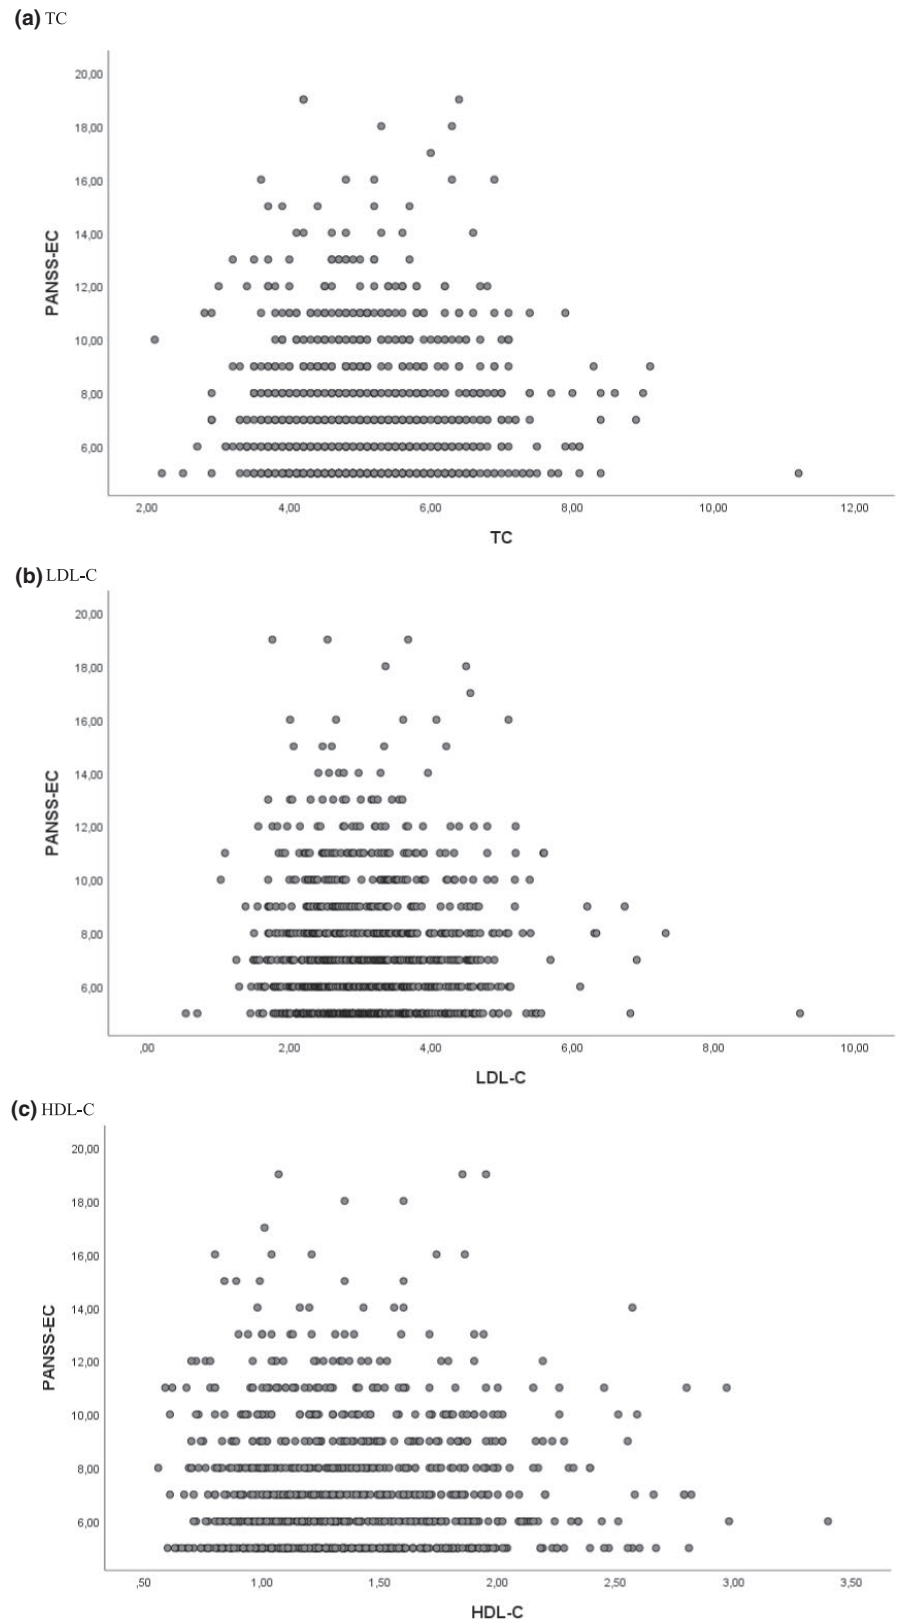 (a) TC
20,00
18,00
16,00
14,00
12,00
10,00
8,00
6,00
PANSS-EC
2,00 4,00 6,00 8,00 10,00 12,00
TC
(b) LDL-C
20,00
18,00
16,00
14,00
12,00
10,00
8,00
6,00
PANSS-EC
,00 2,00 4,00 6,00 8,00 10,00
LDL-C
(c) HDL-C
20,00
18,00
16,00
14,00
12,00
10,00
8,00
6,00
PANSS-EC
,50 1,00 1,50 2,00 2,50 3,00 3,50
HDL-C